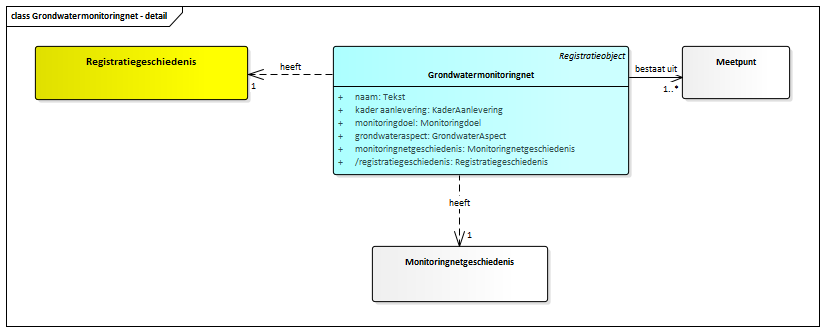 class Grondwatermonitoringnet - detail
Registratiegeschiedenis
heeft
1
Registratieobject
Grondwatermonitoringnet
+ naam: Tekst
+ kader aanlevering: KaderAanlevering
+ monitoringdoel: Monitoringdoel
+ grondwateraspect: GrondwaterAspect
+ monitoringnetgeschiedenis: Monitoringnetgeschiedenis
+ /registratiegeschiedenis: Registratiegeschiedenis
bestaat uit
1..*
Meetpunt
heeft
1
Monitoringnetgeschiedenis